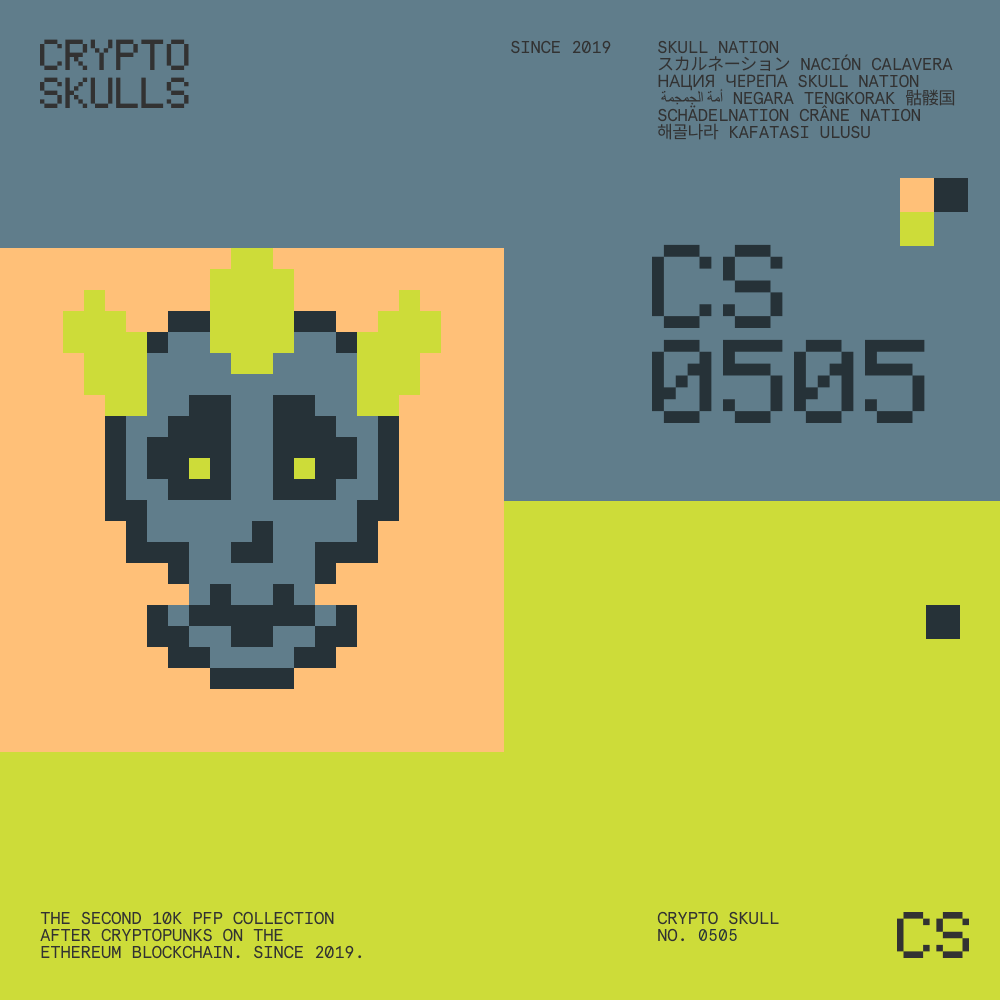 CRYPTO
SKULLS
SINCE 2019
SKULL NATION
スカルネーション NACIÓN CALAVERA
НАЦИЯ ЧЕРЕПА SKULL NATION
أمة الجمجمة NEGARA TENGKORAK 骷髅国
SCHÄDELNATION CRÂNE NATION
해골나라 KAFATASI ULUSU
CS
0505
THE SECOND 10K PFP COLLECTION
AFTER CRYPTOPUNKS ON THE
ETHEREUM BLOCKCHAIN. SINCE 2019.
CRYPTO SKULL
NO. 0505
CS